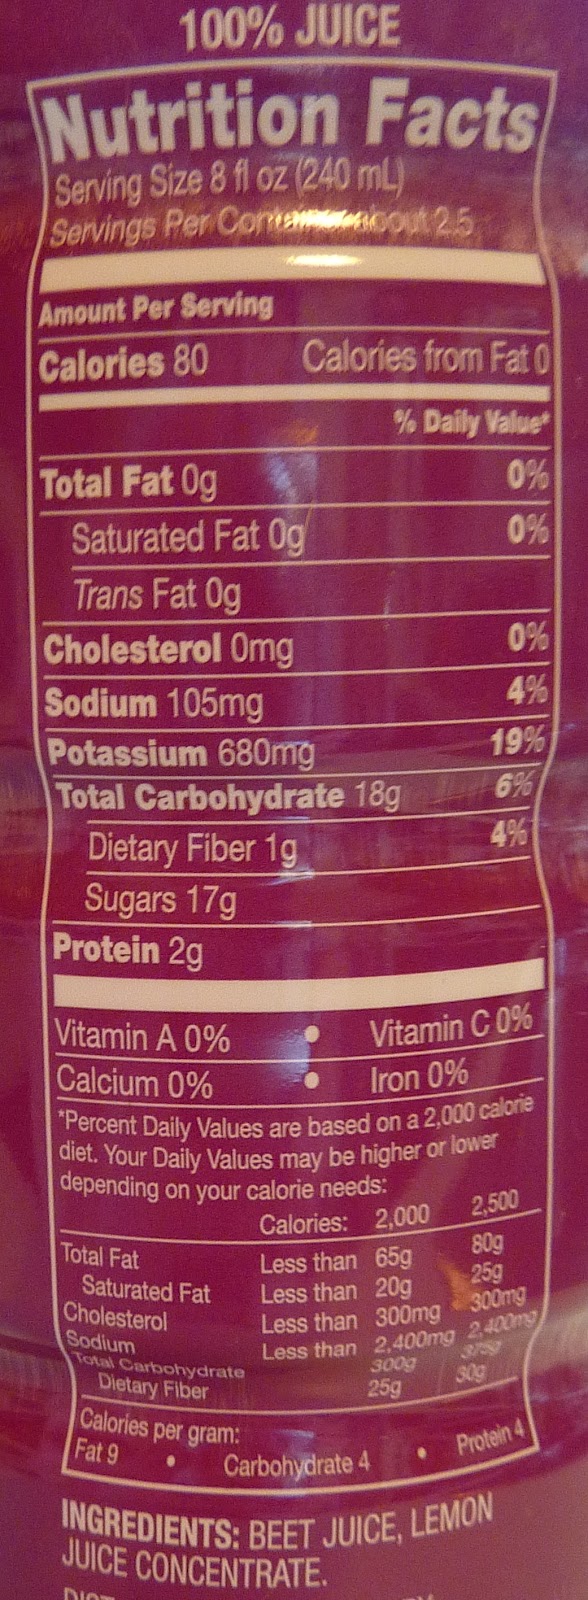 100% JUICE
Nutrition Facts
Serving Size 8 fl oz (240 mL)
Servings Per Container about 2.5
Amount Per Serving
Calories 80 Calories from Fat 0
% Daily Value*
Total Fat 0g 0%
Saturated Fat 0g 0%
Trans Fat 0g
Cholesterol 0mg 0%
Sodium 105mg 4%
Potassium 680mg 19%
Total Carbohydrate 18g 6%
Dietary Fiber 1g 4%
Sugars 17g
Protein 2g
Vitamin A 0% • Vitamin C 0%
Calcium 0% • Iron 0%
*Percent Daily Values are based on a 2,000 calorie
diet. Your Daily Values may be higher or lower
depending on your calorie needs:
Calories: 2,000 2,500
Total Fat Less than 65g 80g
Saturated Fat Less than 20g 25g
Cholesterol Less than 300mg 300mg
Sodium Less than 2,400mg 2,400mg
Total Carbohydrate 300g 375g
Dietary Fiber 25g 30g
Calories per gram:
Fat 9 • Carbohydrate 4 • Protein 4
INGREDIENTS: BEET JUICE, LEMON
JUICE CONCENTRATE.